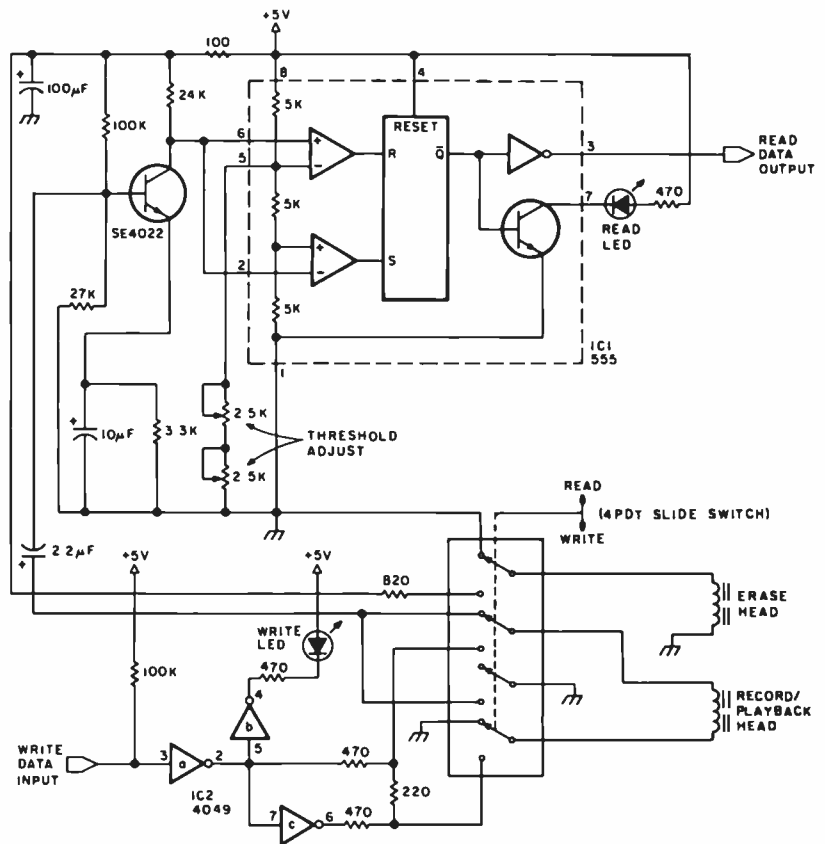 +5V
100
8
4
+
100µF
24K
100K
5K
RESET
6
+
5
-
R
Q
3
READ
DATA
OUTPUT
SE4022
5K
7
470
READ
LED
+
2
-
S
27K
5K
IC1
555
1
+
10µF
3.3K
2.5K
THRESHOLD
ADJUST
2.5K
READ
(4PDT SLIDE SWITCH)
WRITE
2.2µF
+
+5V
+5V
820
ERASE
HEAD
WRITE
LED
100K
470
4
b
5
RECORD/
PLAYBACK
HEAD
WRITE
DATA
INPUT
3
a
2
470
IC2
4049
220
7
c
6
470